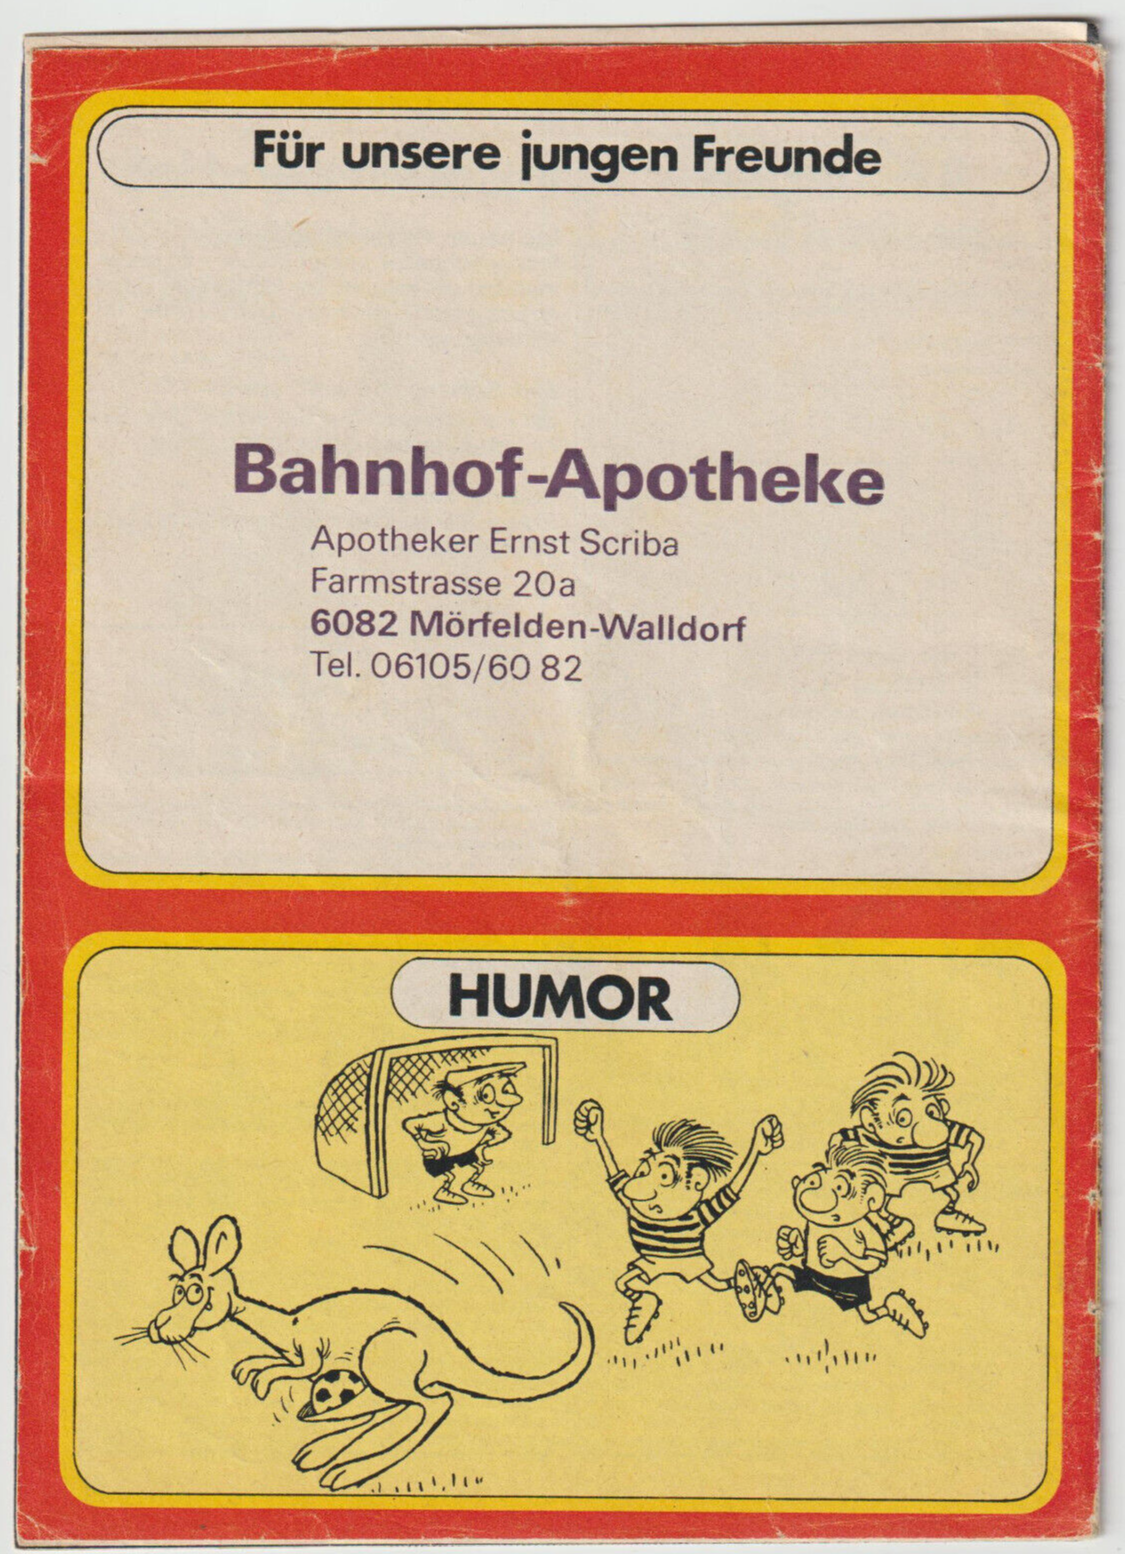 Für unsere jungen Freunde
Bahnhof-Apotheke
Apotheker Ernst Scriba
Farmstrasse 20a
6082 Mörfelden-Walldorf
Tel. 06105/60 82
HUMOR